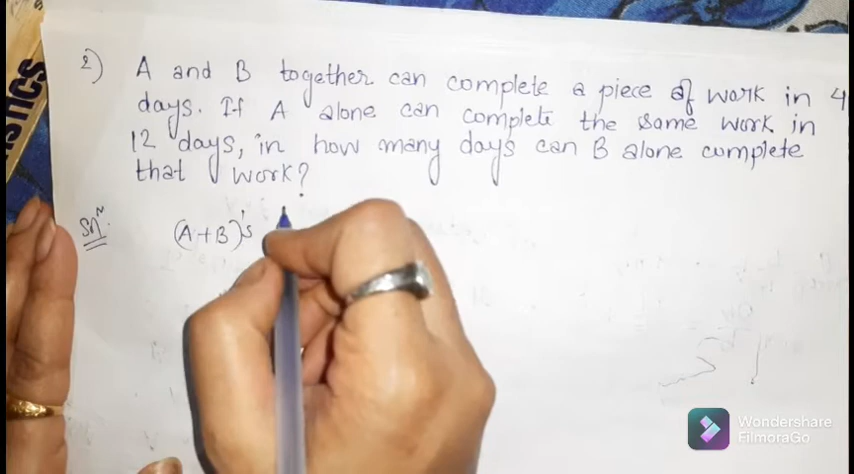 2) A and B together can complete a piece of work in 4
days. If A alone can complete the same work in
12 days, in how many days can B alone complete
that work?
Sol^n. (A+B)'s
STICS
Wondershare
FilmoraGo